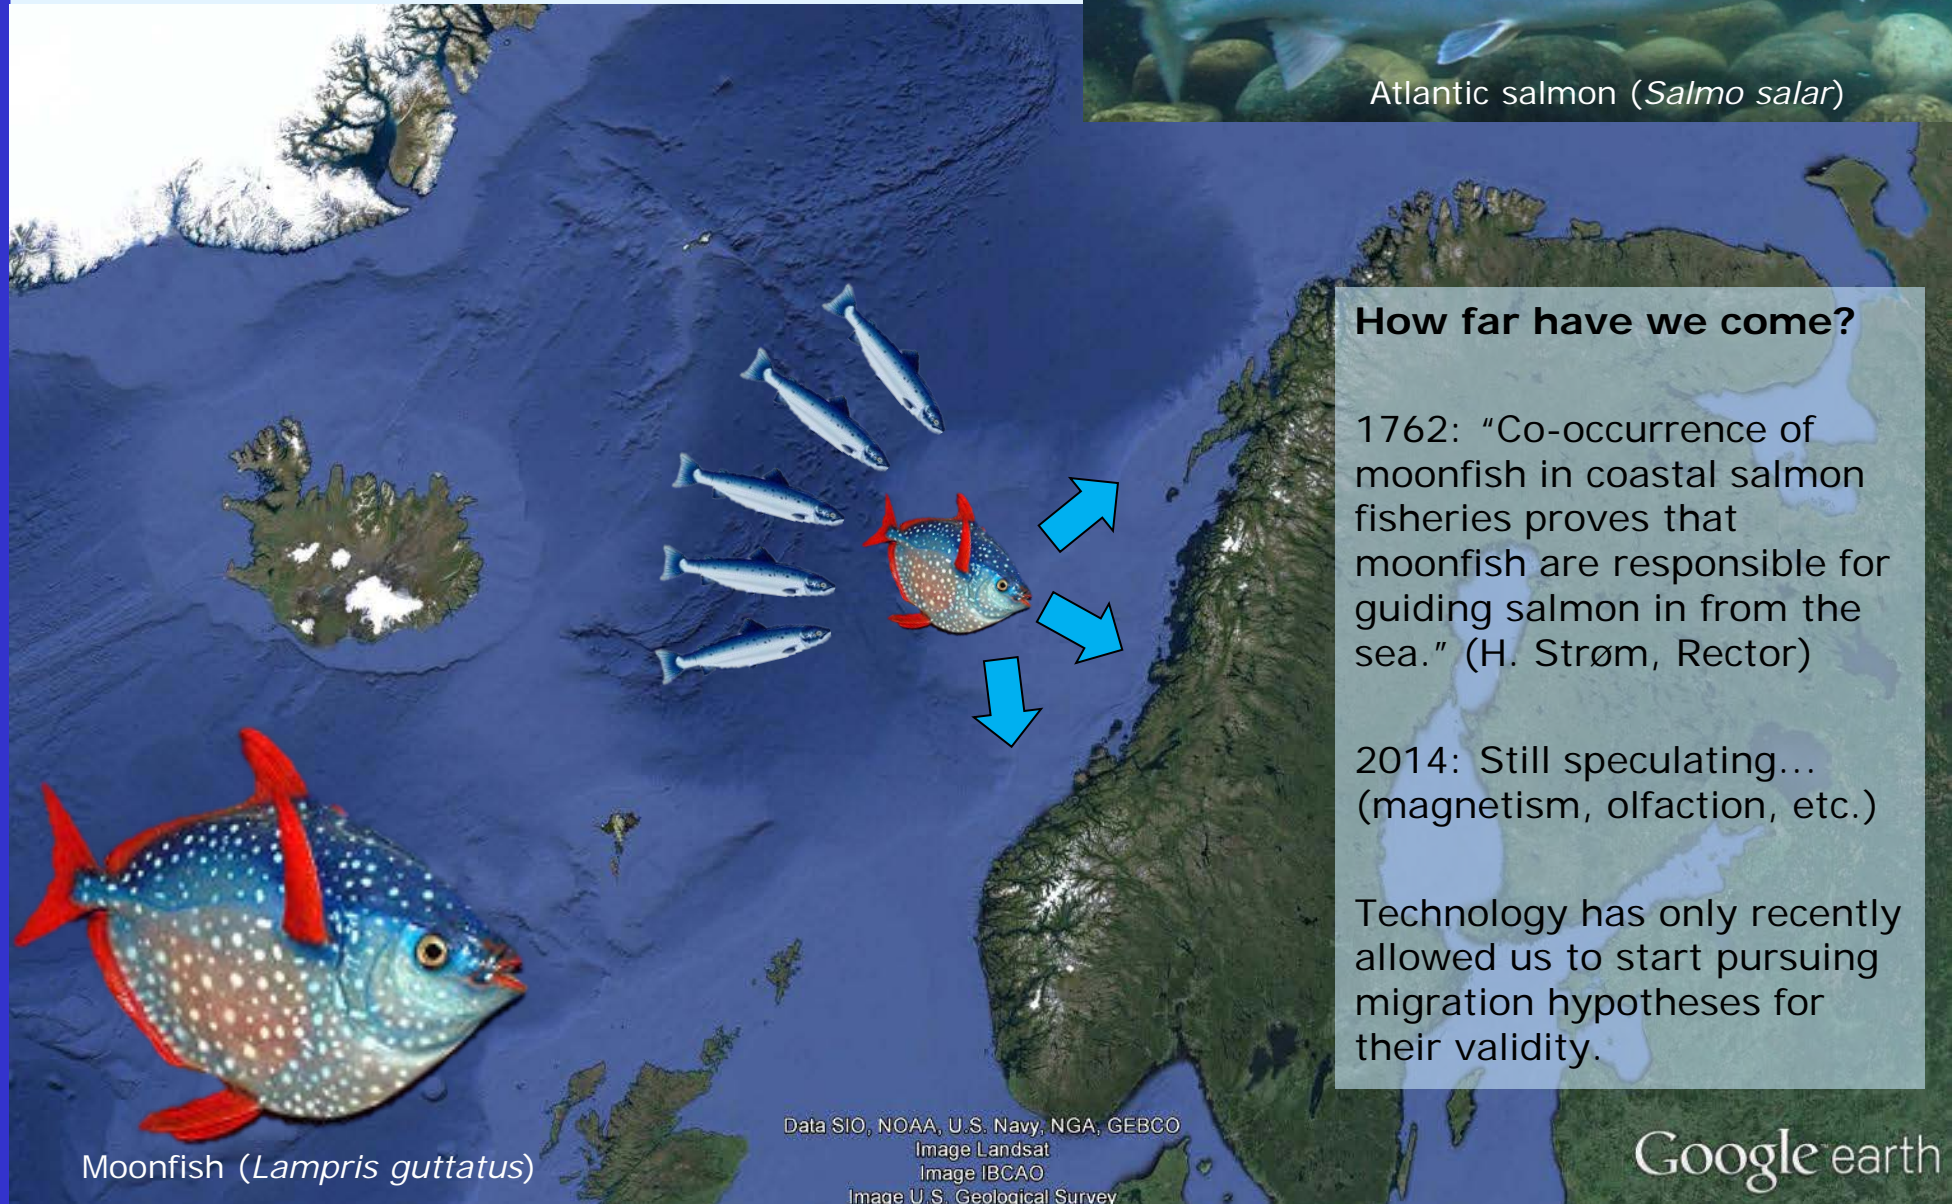 Atlantic salmon (Salmo salar)
How far have we come?
1762: “Co-occurrence of
moonfish in coastal salmon
fisheries proves that
moonfish are responsible for
guiding salmon in from the
sea.” (H. Strøm, Rector)
2014: Still speculating...
(magnetism, olfaction, etc.)
Technology has only recently
allowed us to start pursuing
migration hypotheses for
their validity.
Moonfish (Lampris guttatus)
Data SIO, NOAA, U.S. Navy, NGA, GEBCO
Image Landsat
Image IBCAO
Image U.S. Geological Survey
Google earth